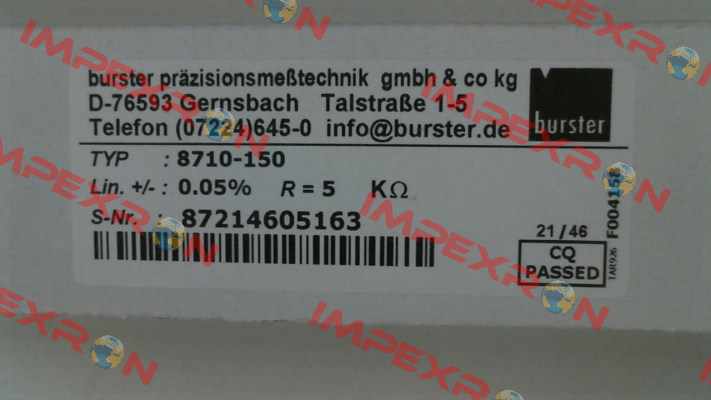 burster präzisionsmeßtechnik gmbh & co kg
D-76593 Gernsbach Talstraße 1-5
Telefon (07224)645-0 info@burster.de
burster
TYP : 8710-150
Lin. +/- : 0.05% R = 5 KΩ
S-Nr. : 87214605163
21/46
CQ
PASSED
TAR926
F004158
IMPEXRON
IMPEXRON
IMPEXRON
IMPEXRON
IMPEXRON
IMPEXRON